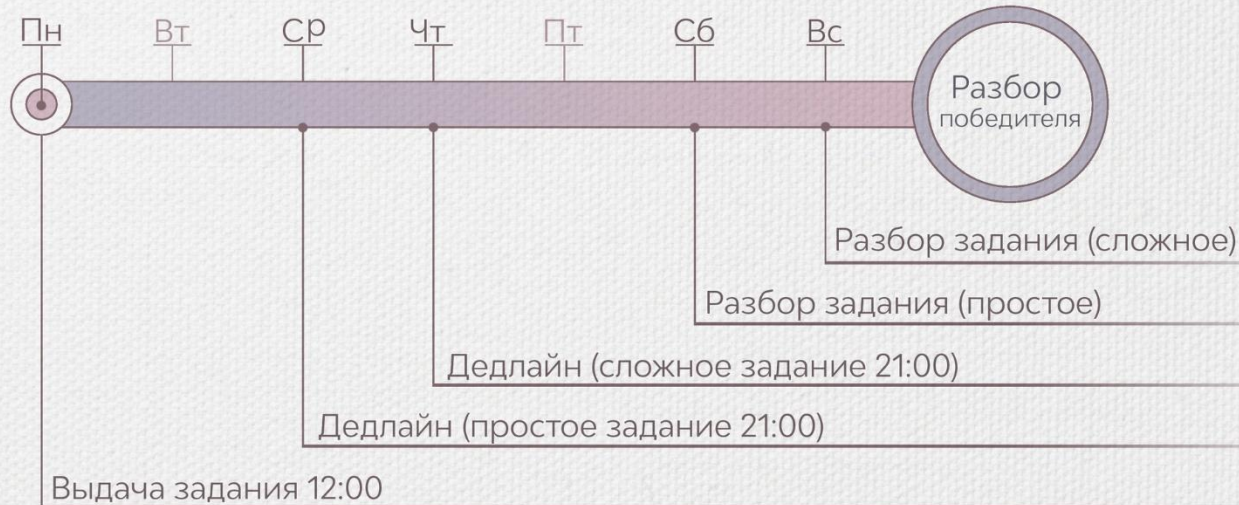 Пн Вт Ср Чт Пт Сб Вс
Разбор
победителя
Разбор задания (сложное)
Разбор задания (простое)
Дедлайн (сложное задание 21:00)
Дедлайн (простое задание 21:00)
Выдача задания 12:00